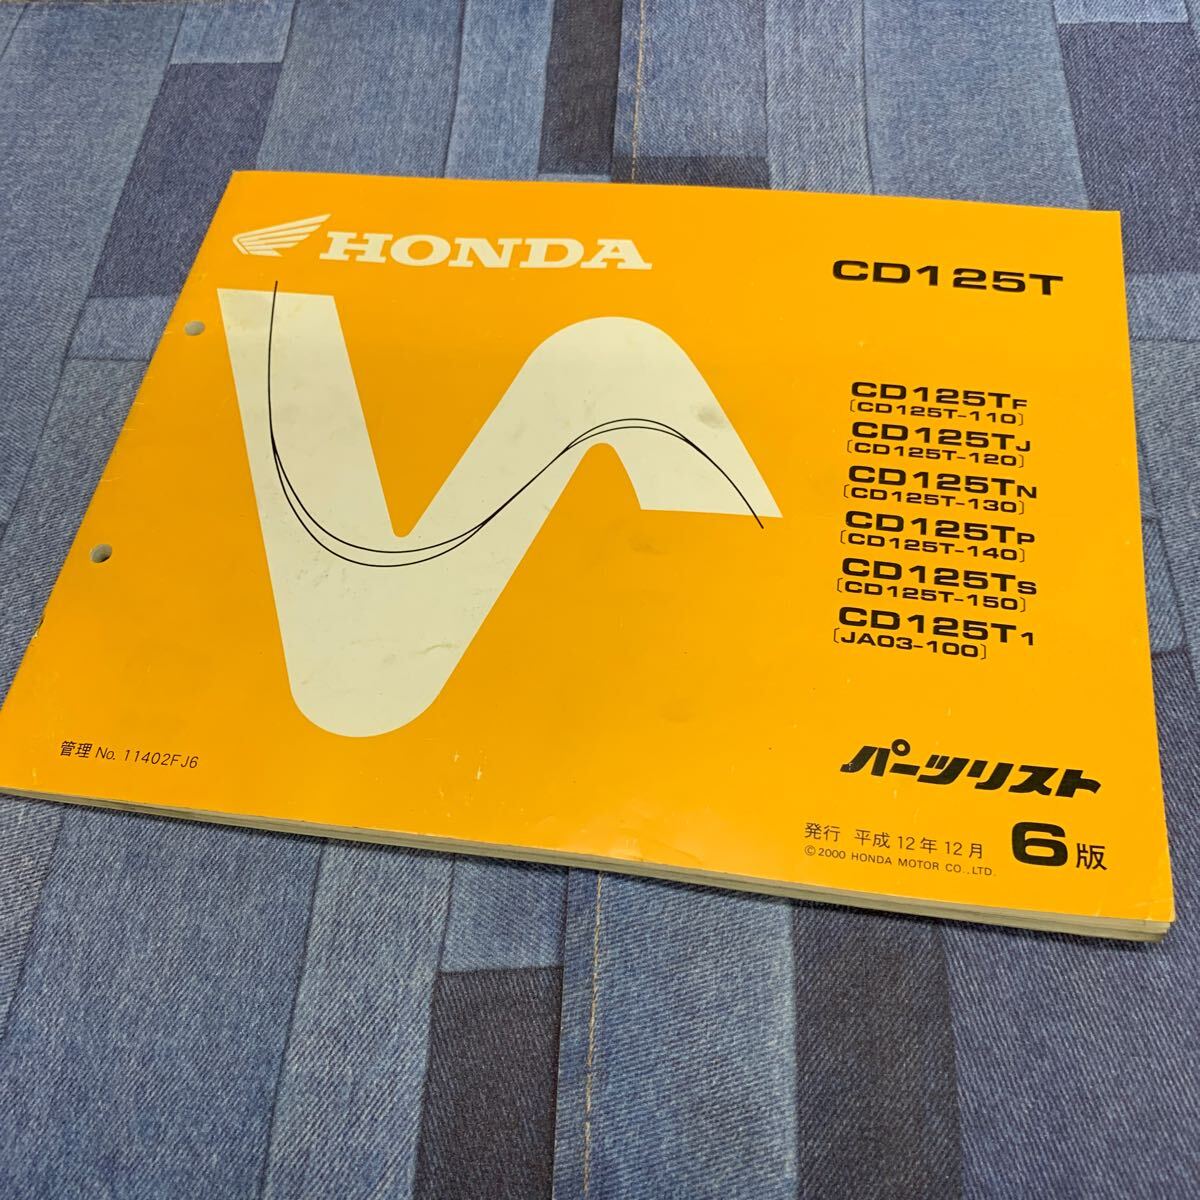 HONDA
CD125T
CD125TF
〔CD125T-110〕
CD125TJ
〔CD125T-120〕
CD125TN
〔CD125T-130〕
CD125TP
〔CD125T-140〕
CD125TS
〔CD125T-150〕
CD125T1
〔JA03-100〕
管理 No. 11402FJ6
パーツリスト
発行 平成12年12月 6版
©2000 HONDA MOTOR CO.,LTD.